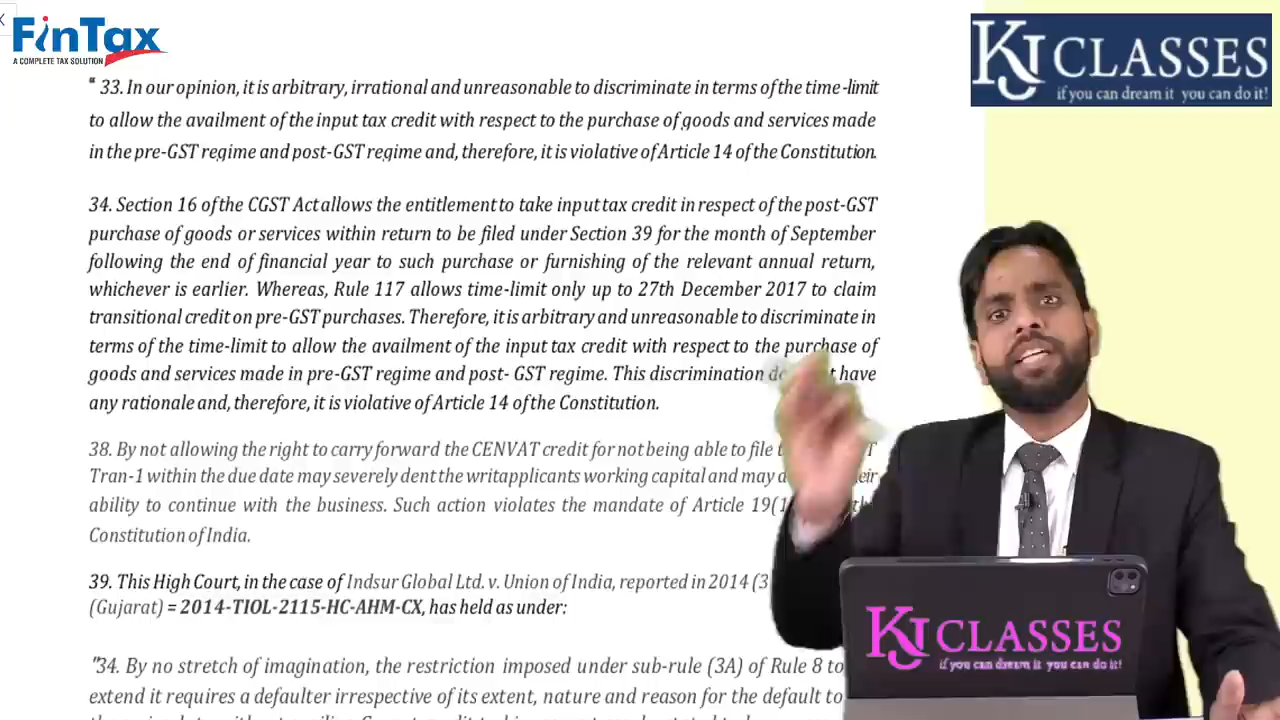 FinTax
A COMPLETE TAX SOLUTION
KJ CLASSES
if you can dream it you can do it!
“ 33. In our opinion, it is arbitrary, irrational and unreasonable to discriminate in terms of the time-limit
to allow the availment of the input tax credit with respect to the purchase of goods and services made
in the pre-GST regime and post-GST regime and, therefore, it is violative of Article 14 of the Constitution.
34. Section 16 of the CGST Act allows the entitlement to take input tax credit in respect of the post-GST
purchase of goods or services within return to be filed under Section 39 for the month of September
following the end of financial year to such purchase or furnishing of the relevant annual return,
whichever is earlier. Whereas, Rule 117 allows time-limit only up to 27th December 2017 to claim
transitional credit on pre-GST purchases. Therefore, it is arbitrary and unreasonable to discriminate in
terms of the time-limit to allow the availment of the input tax credit with respect to the purchase of
goods and services made in pre-GST regime and post- GST regime. This discrimination have
any rationale and, therefore, it is violative of Article 14 of the Constitution.
38. By not allowing the right to carry forward the CENVAT credit for not being able to file
Tran-1 within the due date may severely dent the writapplicants working capital and may
ability to continue with the business. Such action violates the mandate of Article 19(1
Constitution of India.
39. This High Court, in the case of Indsur Global Ltd. v. Union of India, reported in 2014 (3
(Gujarat) = 2014-TIOL-2115-HC-AHM-CX, has held as under:
"34. By no stretch of imagination, the restriction imposed under sub-rule (3A) of Rule 8 to
extend it requires a defaulter irrespective of its extent, nature and reason for the default to
KJ CLASSES
if you can dream it you can do it!